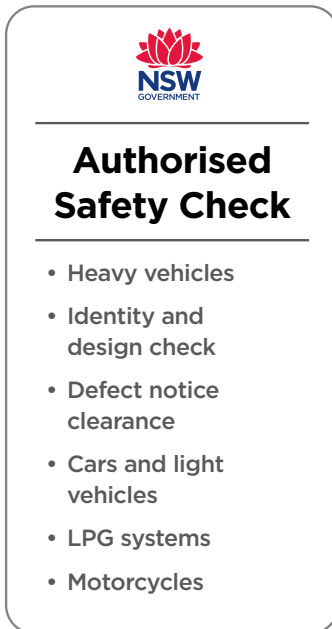 NSW
GOVERNMENT
Authorised
Safety Check
• Heavy vehicles
• Identity and
design check
• Defect notice
clearance
• Cars and light
vehicles
• LPG systems
• Motorcycles